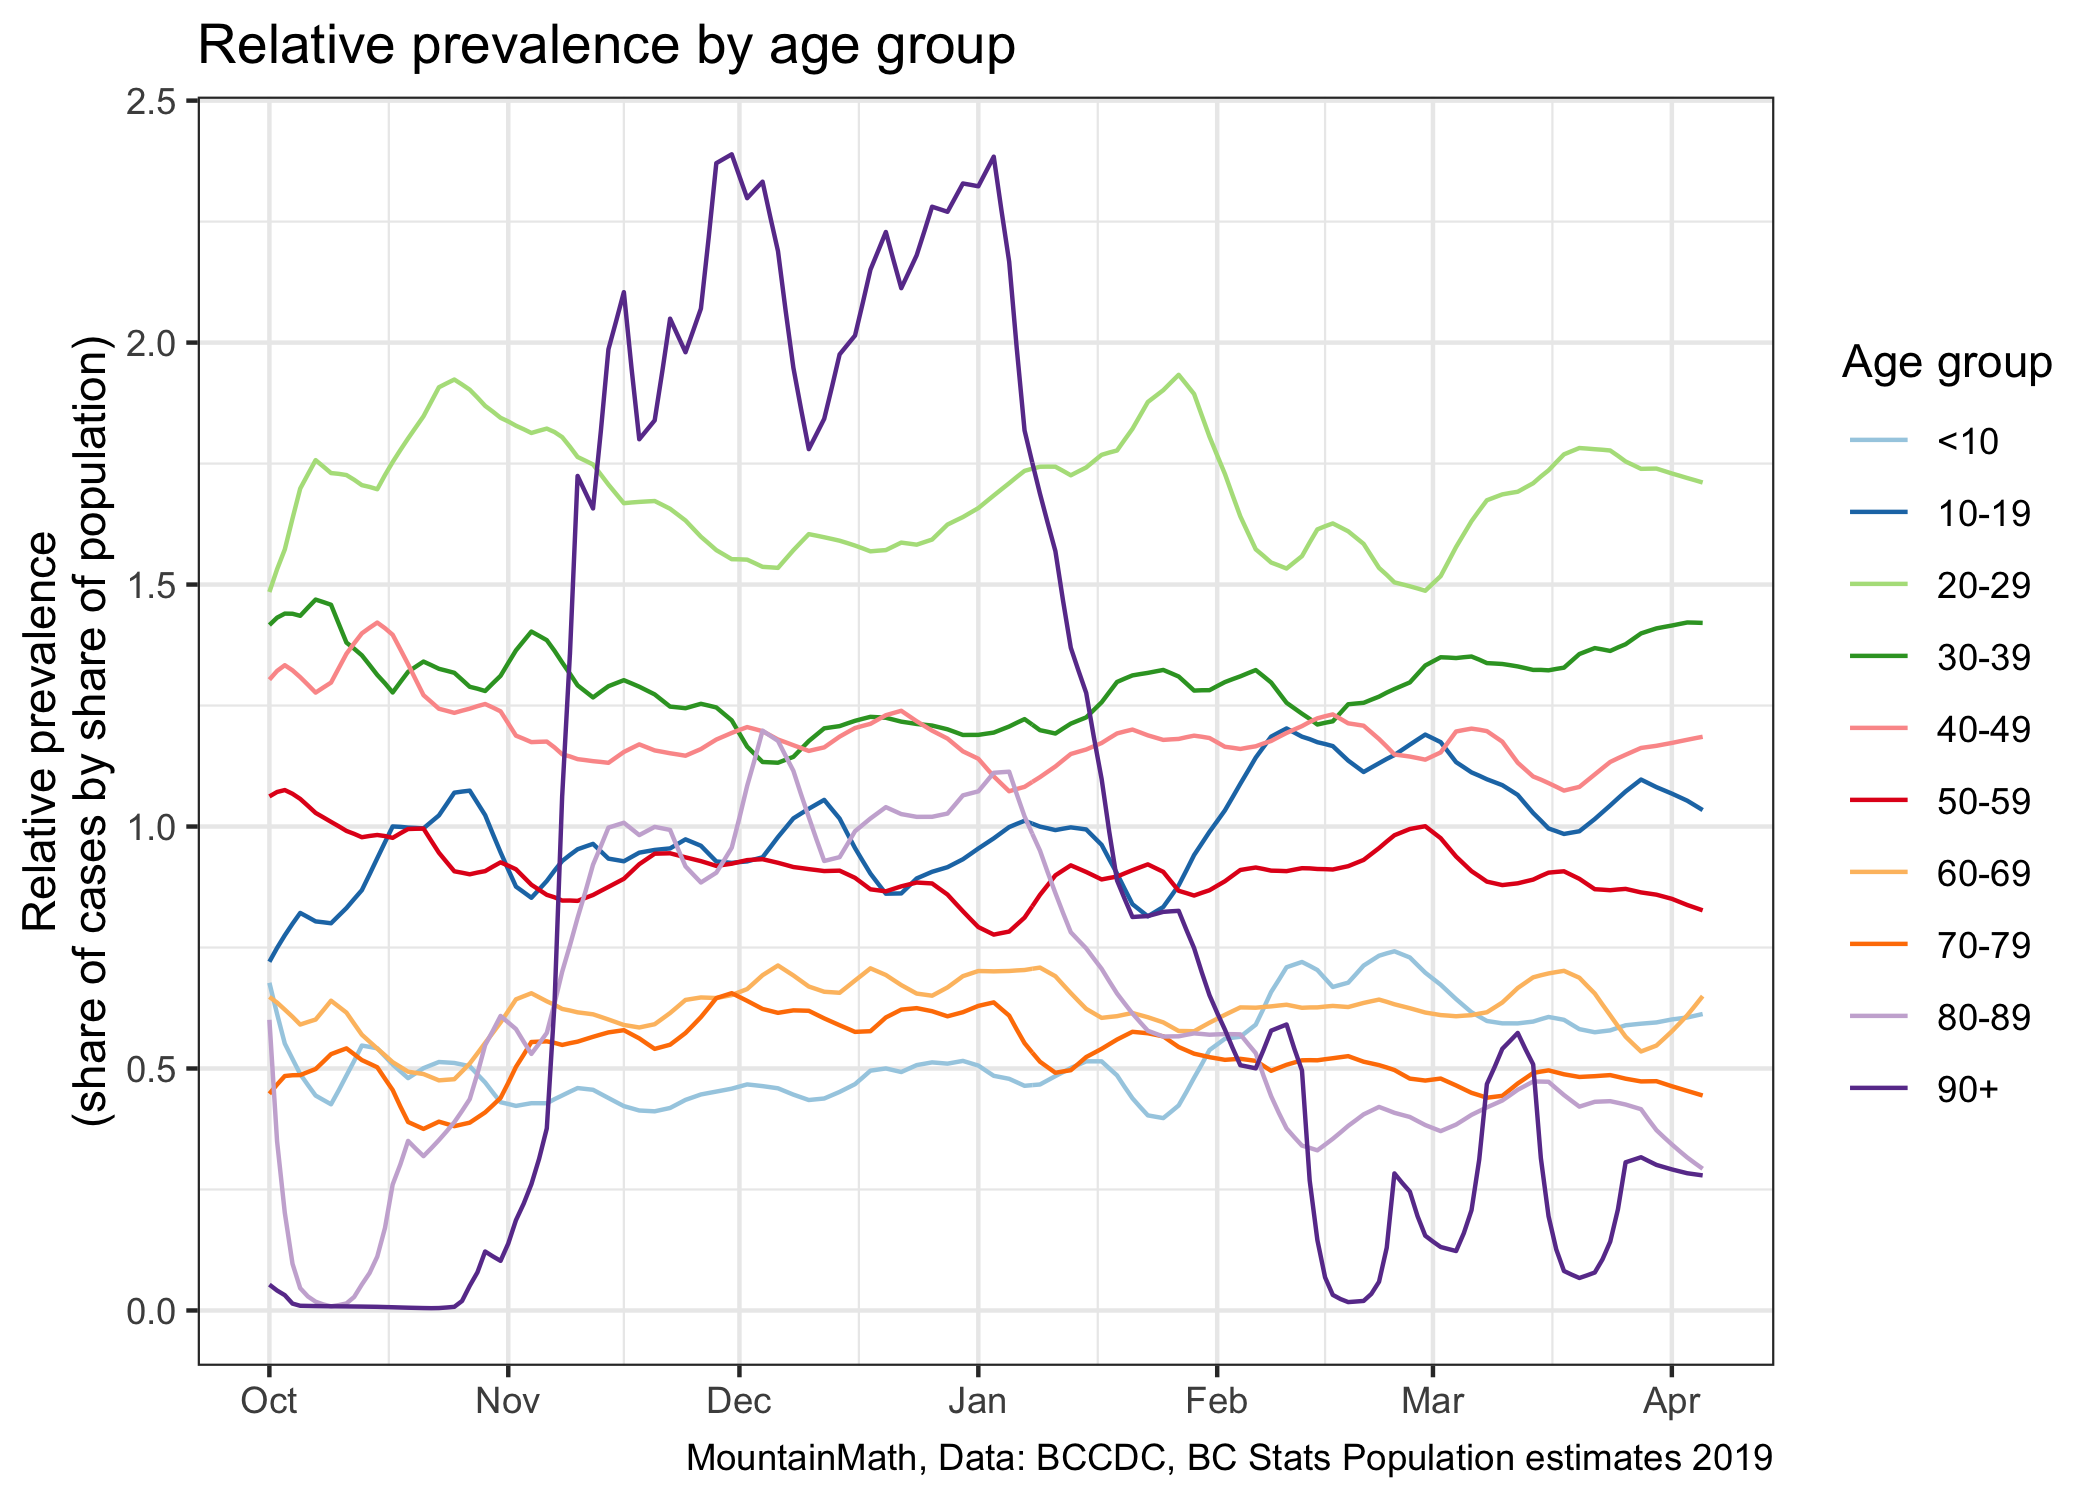 Relative prevalence by age group
Relative prevalence
(share of cases by share of population)
2.5
2.0
1.5
1.0
0.5
0.0
Oct Nov Dec Jan Feb Mar Apr
Age group
<10
10-19
20-29
30-39
40-49
50-59
60-69
70-79
80-89
90+
MountainMath, Data: BCCDC, BC Stats Population estimates 2019